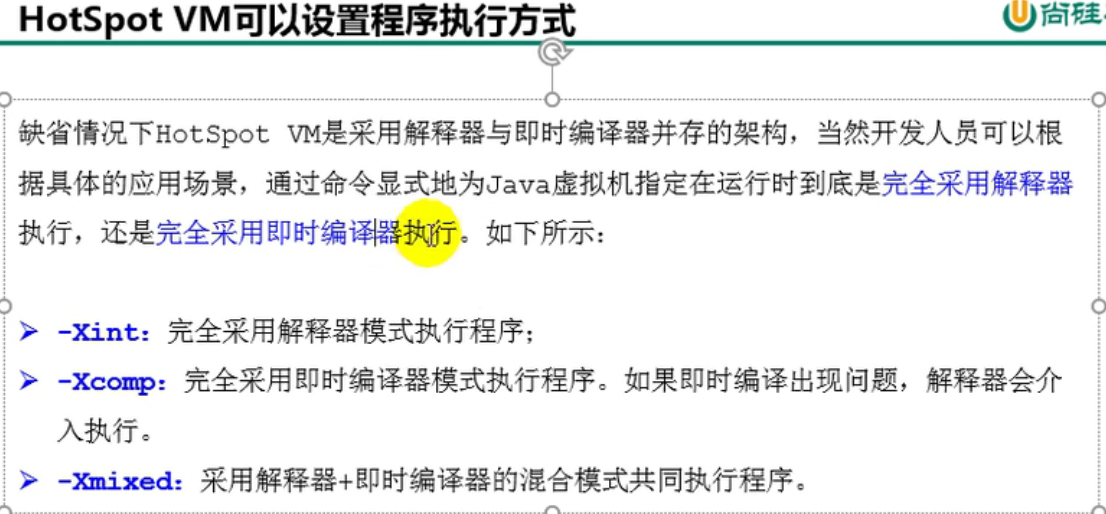 HotSpot VM可以设置程序执行方式
尚硅
缺省情况下HotSpot VM是采用解释器与即时编译器并存的架构，当然开发人员可以根
据具体的应用场景，通过命令显式地为Java虚拟机指定在运行时到底是完全采用解释器
执行，还是完全采用即时编译器执行。如下所示：
➢ -Xint：完全采用解释器模式执行程序；
➢ -Xcomp：完全采用即时编译器模式执行程序。如果即时编译出现问题，解释器会介
入执行。
➢ -Xmixed：采用解释器+即时编译器的混合模式共同执行程序。